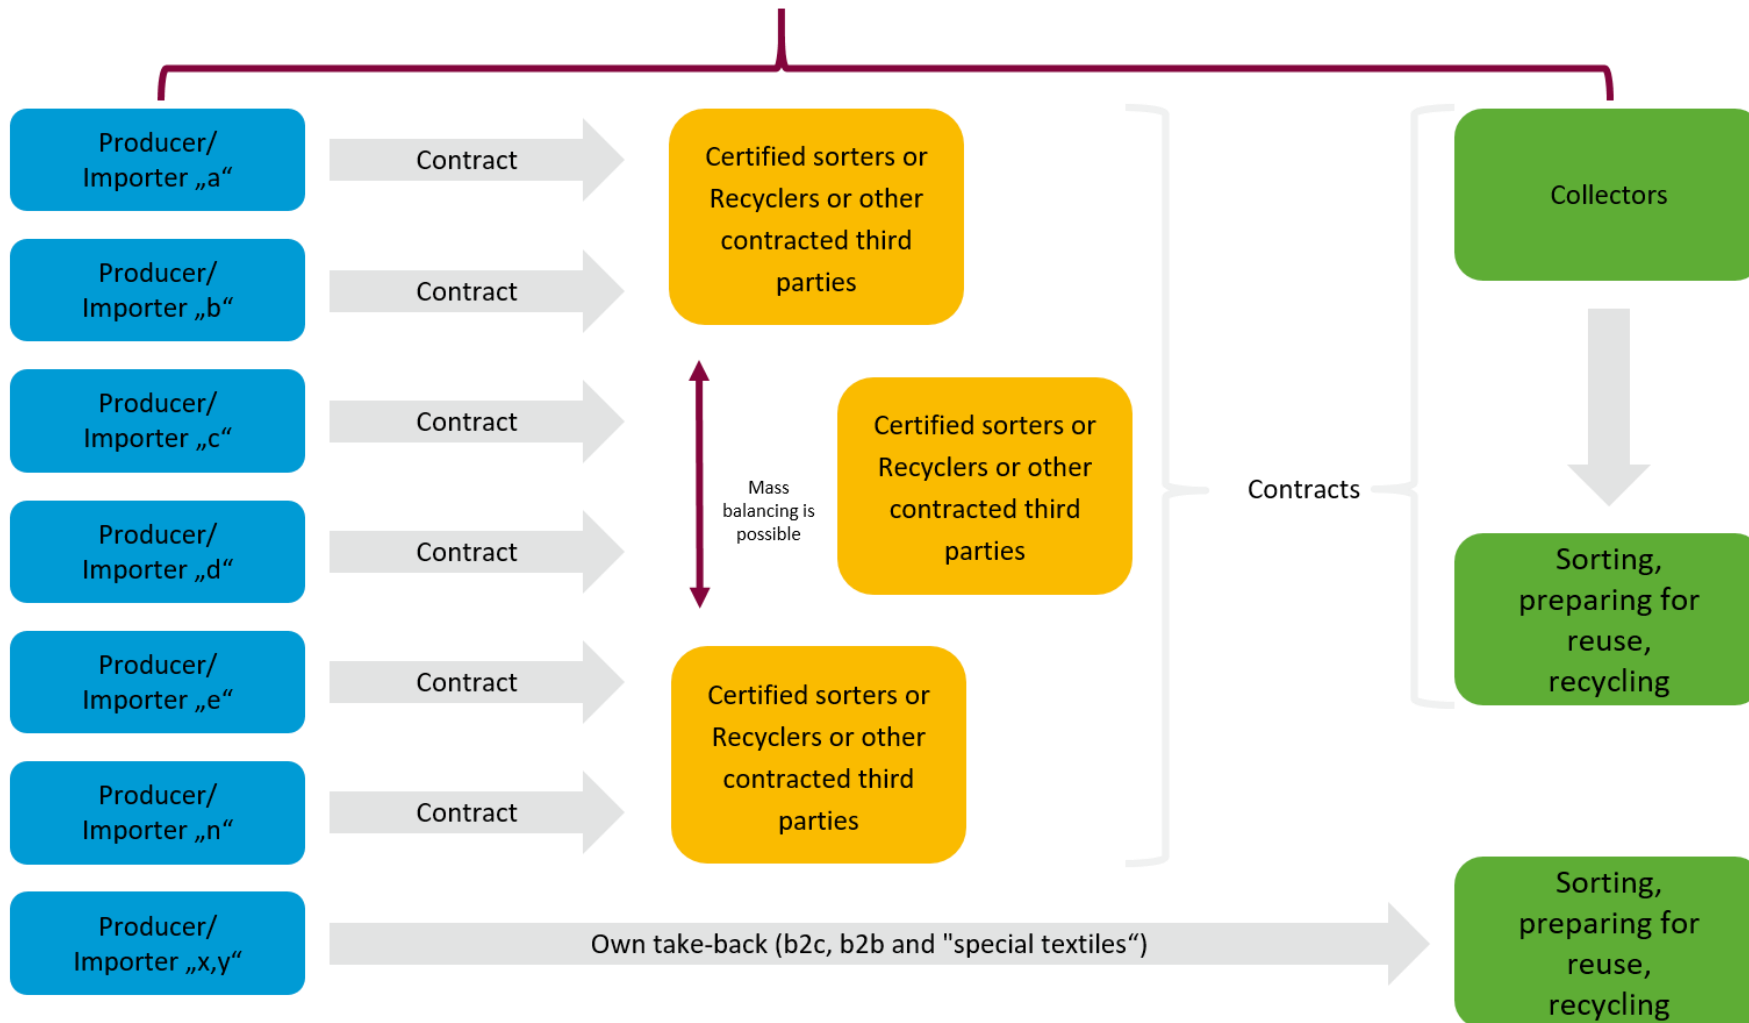 Producer/
Importer „a“
Contract
Certified sorters or
Recyclers or other
contracted third
parties
Collectors
Producer/
Importer „b“
Contract
Producer/
Importer „c“
Contract
Mass
balancing is
possible
Certified sorters or
Recyclers or other
contracted third
parties
Contracts
Producer/
Importer „d“
Contract
Sorting,
preparing for
reuse,
recycling
Producer/
Importer „e“
Contract
Certified sorters or
Recyclers or other
contracted third
parties
Producer/
Importer „n“
Contract
Producer/
Importer „x,y“
Own take-back (b2c, b2b and "special textiles“)
Sorting,
preparing for
reuse,
recycling